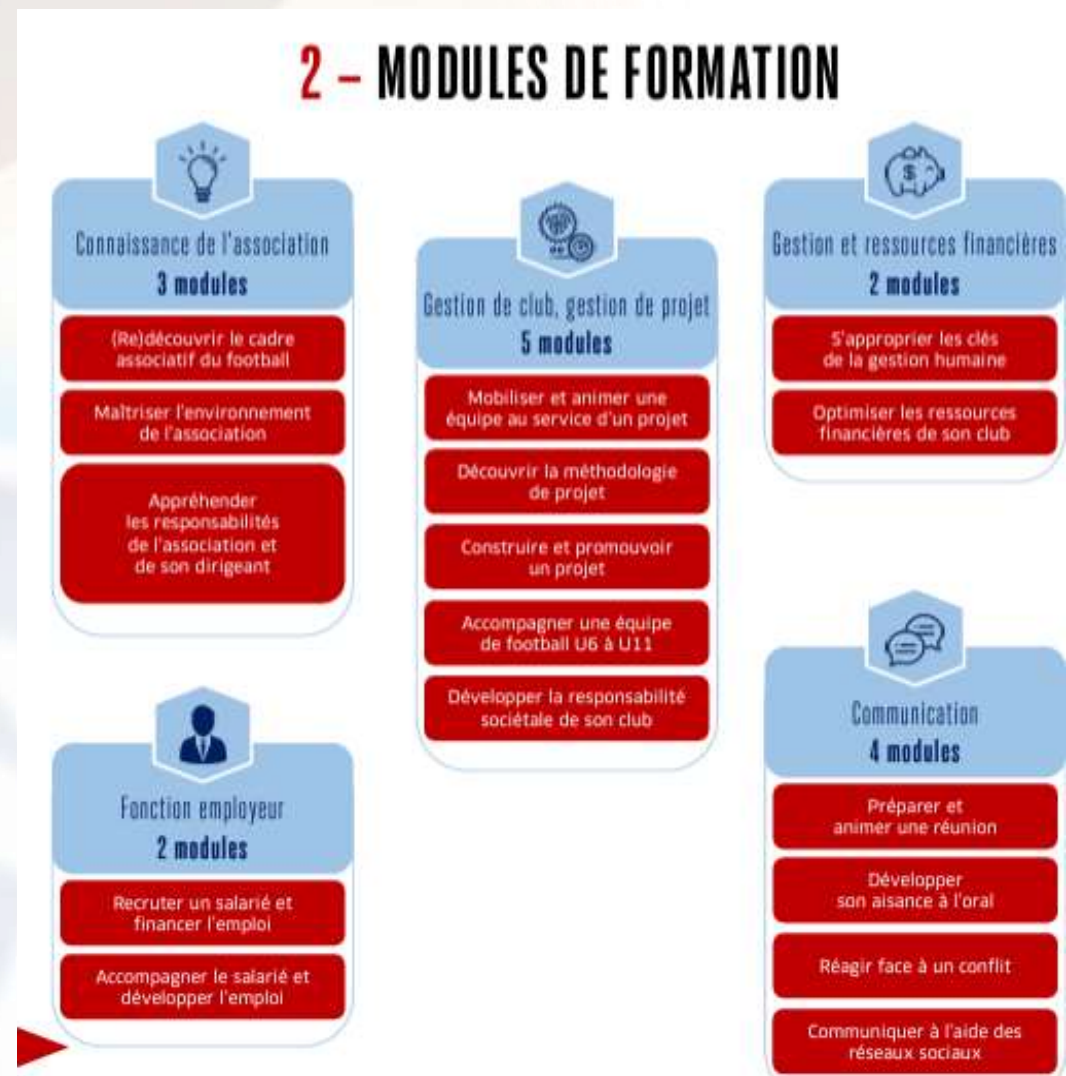 2 – MODULES DE FORMATION
Connaissance de l'association
3 modules
(Re)découvrir le cadre
associatif du football
Maîtriser l'environnement
de l'association
Appréhender
les responsabilités
de l'association et
de son dirigeant
Fonction employeur
2 modules
Recruter un salarié et
financer l'emploi
Accompagner le salarié et
développer l'emploi
Gestion de club, gestion de projet
5 modules
Mobiliser et animer une
équipe au service d'un projet
Découvrir la méthodologie
de projet
Construire et promouvoir
un projet
Accompagner une équipe
de football U6 à U11
Développer la responsabilité
sociétale de son club
Gestion et ressources financières
2 modules
S'approprier les clés
de la gestion humaine
Optimiser les ressources
financières de son club
Communication
4 modules
Préparer et
animer une réunion
Développer
son aisance à l'oral
Réagir face à un conflit
Communiquer à l'aide des
réseaux sociaux